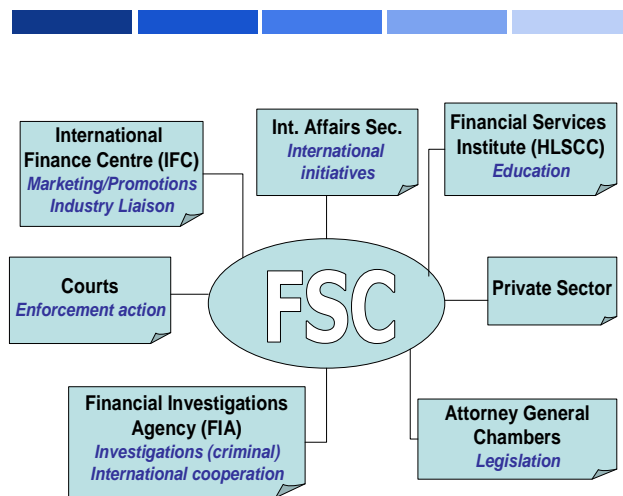 International
Finance Centre (IFC)
Marketing/Promotions
Industry Liaison
Int. Affairs Sec.
International
initiatives
Financial Services
Institute (HLSCC)
Education
Courts
Enforcement action
FSC
Private Sector
Financial Investigations
Agency (FIA)
Investigations (criminal)
International cooperation
Attorney General
Chambers
Legislation